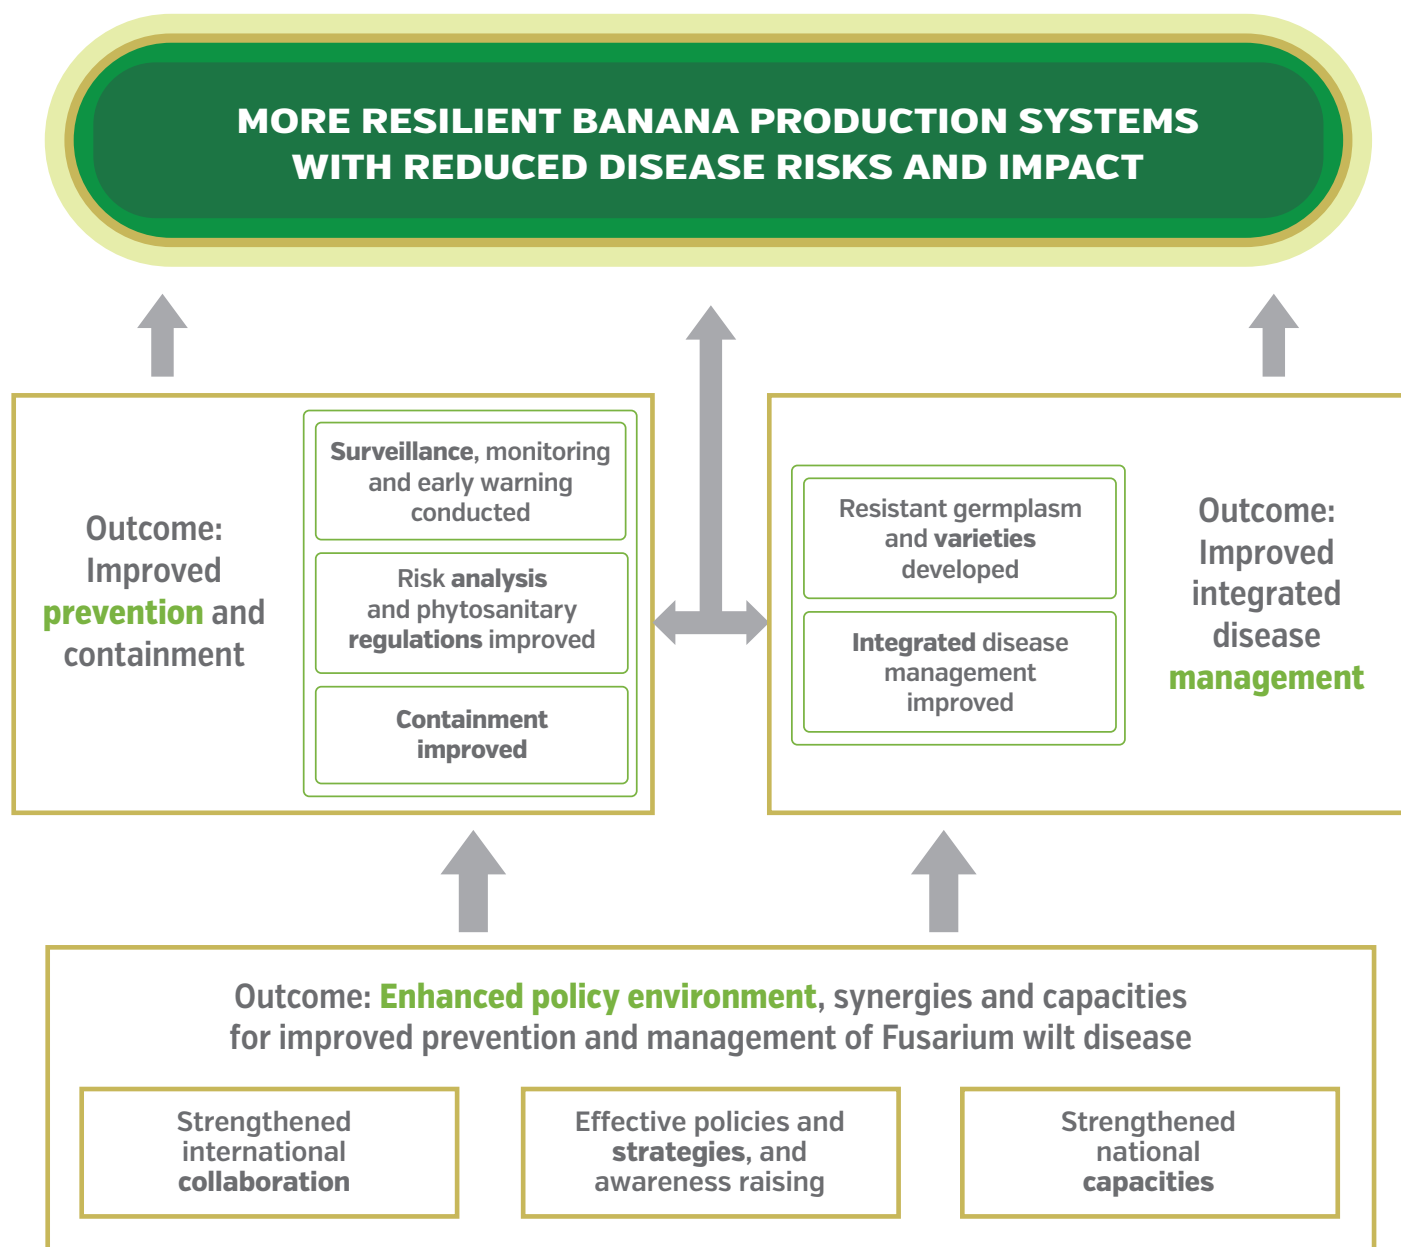 MORE RESILIENT BANANA PRODUCTION SYSTEMS
WITH REDUCED DISEASE RISKS AND IMPACT
Outcome:
Improved
prevention and
containment
Surveillance, monitoring
and early warning
conducted
Risk analysis
and phytosanitary
regulations improved
Containment
improved
Resistant germplasm
and varieties
developed
Integrated disease
management
improved
Outcome:
Improved
integrated
disease
management
Outcome: Enhanced policy environment, synergies and capacities
for improved prevention and management of Fusarium wilt disease
Strengthened
international
collaboration
Effective policies and
strategies, and
awareness raising
Strengthened
national
capacities